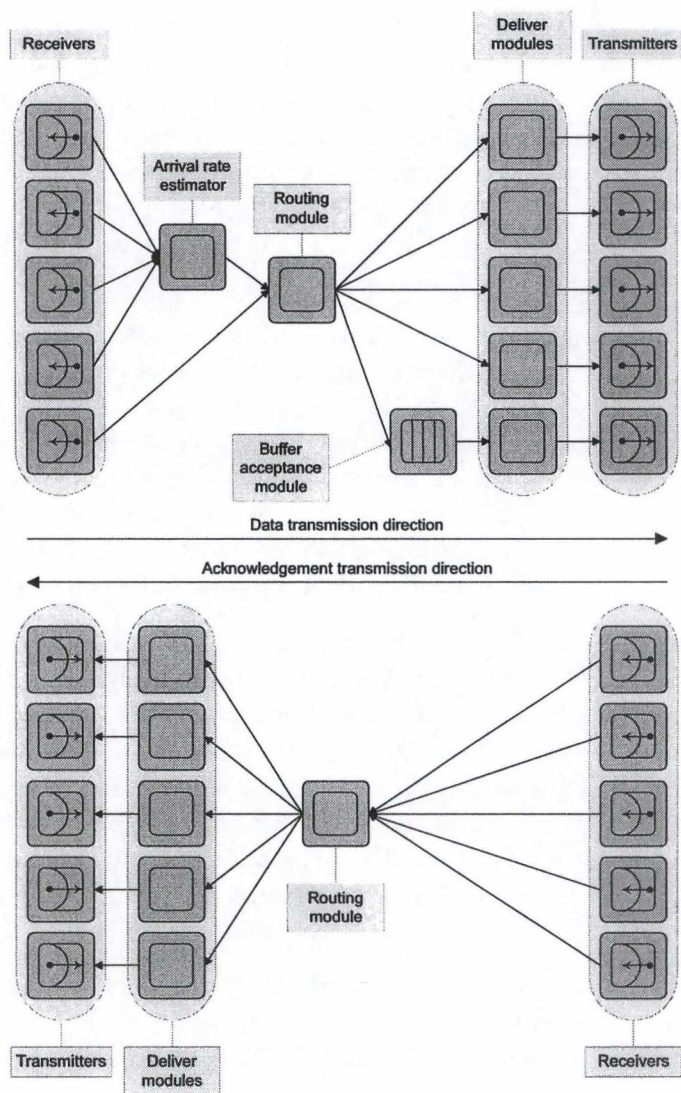 Receivers
Deliver
modules
Transmitters
Arrival rate
estimator
Routing
module
Buffer
acceptance
module
Data transmission direction
Acknowledgement transmission direction
Routing
module
Transmitters
Deliver
modules
Receivers